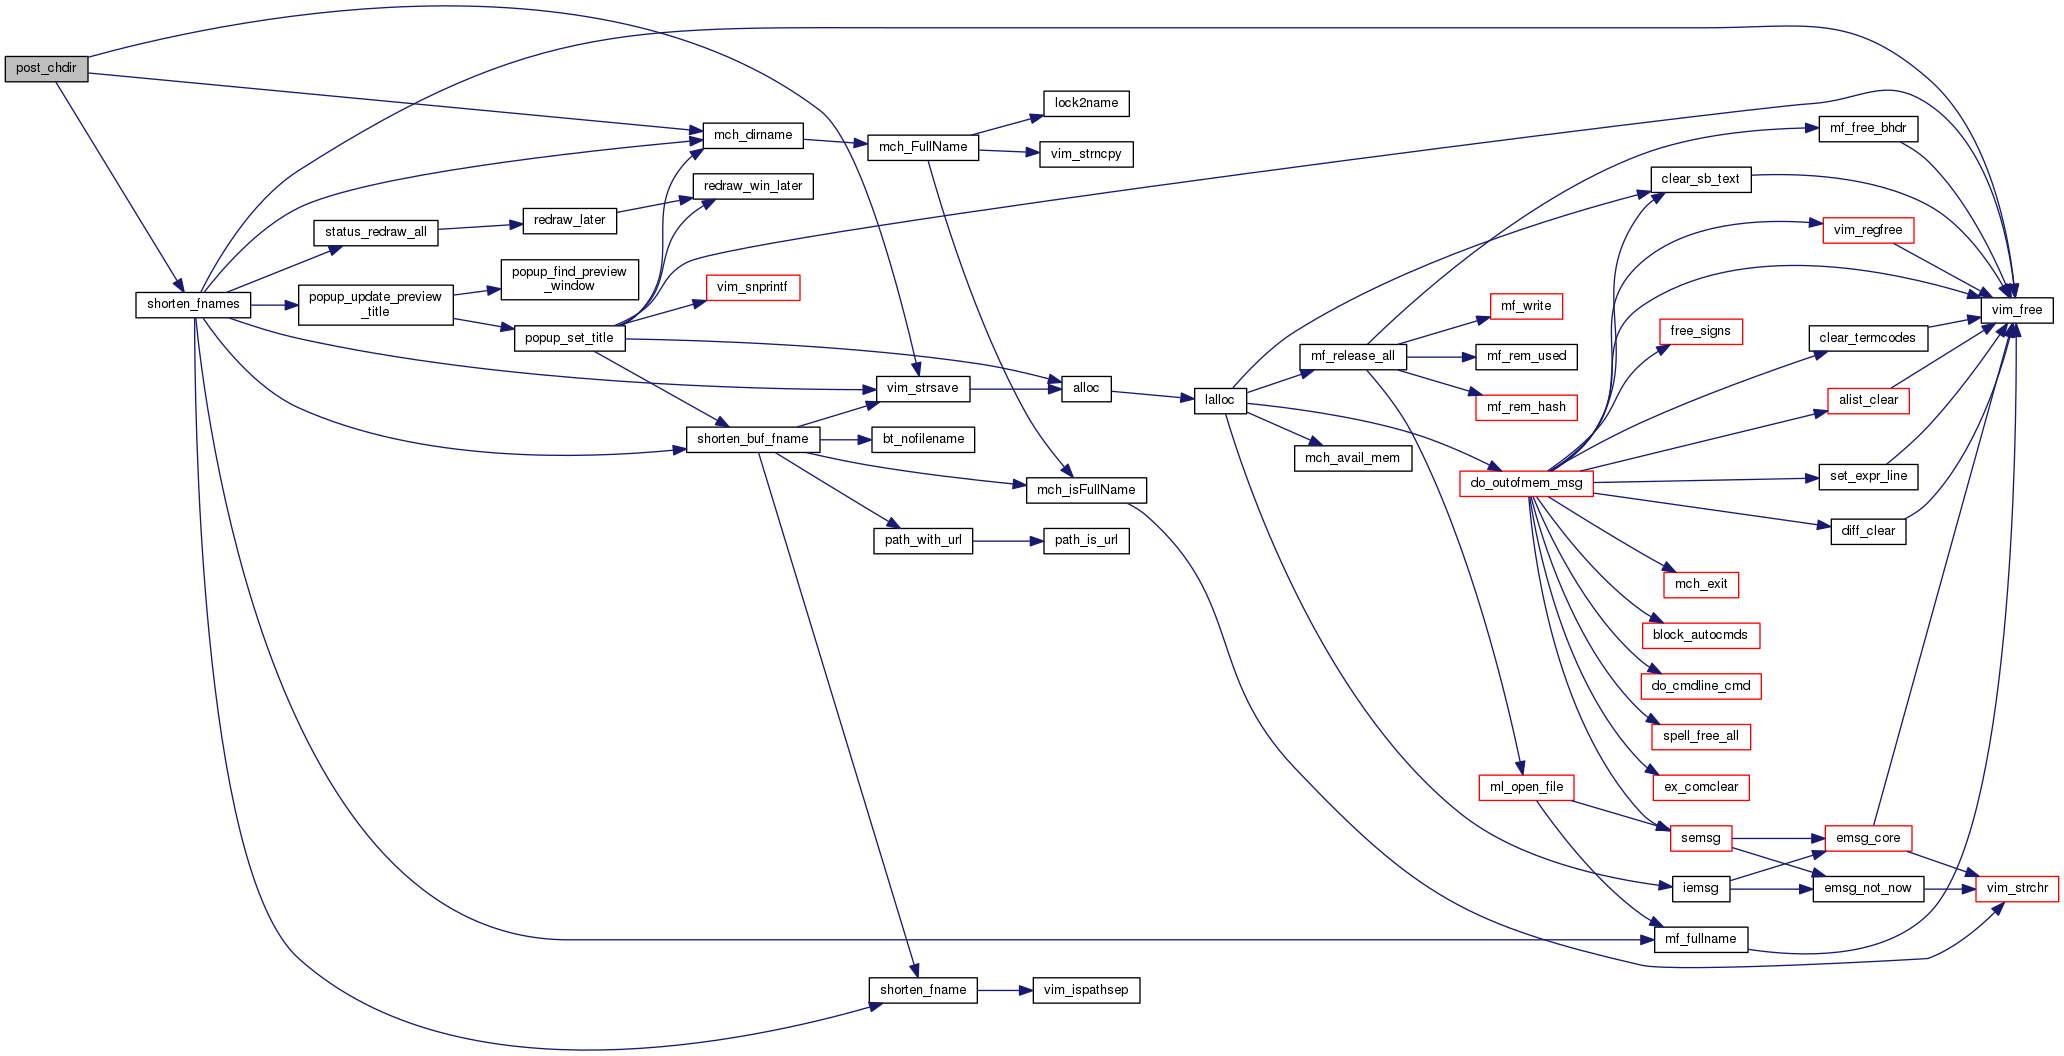 post_chdir
shorten_fnames
status_redraw_all
popup_update_preview
_title
redraw_later
popup_find_preview
_window
popup_set_title
mch_dirname
redraw_win_later
vim_snprintf
shorten_buf_fname
mch_FullName
vim_strsave
bt_nofilename
path_with_url
shorten_fname
lock2name
vim_strncpy
alloc
mch_isFullName
path_is_url
vim_ispathsep
lalloc
mf_release_all
mch_avail_mem
do_outofmem_msg
mf_write
mf_rem_used
mf_rem_hash
ml_open_file
clear_sb_text
free_signs
mch_exit
block_autocmds
do_cmdline_cmd
spell_free_all
ex_comclear
semsg
iemsg
mf_fullname
mf_free_bhdr
vim_regfree
clear_termcodes
alist_clear
set_expr_line
diff_clear
emsg_core
emsg_not_now
vim_free
vim_strchr